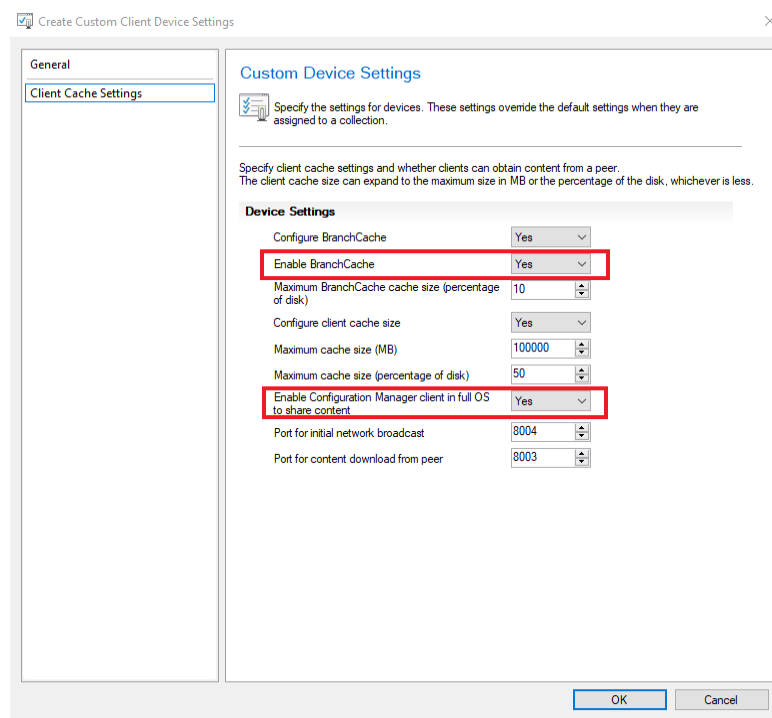 Create Custom Client Device Settings
General
Client Cache Settings
Custom Device Settings
Specify the settings for devices. These settings override the default settings when they are
assigned to a collection.
Specify client cache settings and whether clients can obtain content from a peer.
The client cache size can expand to the maximum size in MB or the percentage of the disk, whichever is less.
Device Settings
Configure BranchCache Yes
Enable BranchCache Yes
Maximum BranchCache cache size (percentage
of disk) 10
Configure client cache size Yes
Maximum cache size (MB) 100000
Maximum cache size (percentage of disk) 50
Enable Configuration Manager client in full OS
to share content Yes
Port for initial network broadcast 8004
Port for content download from peer 8003
OK Cancel